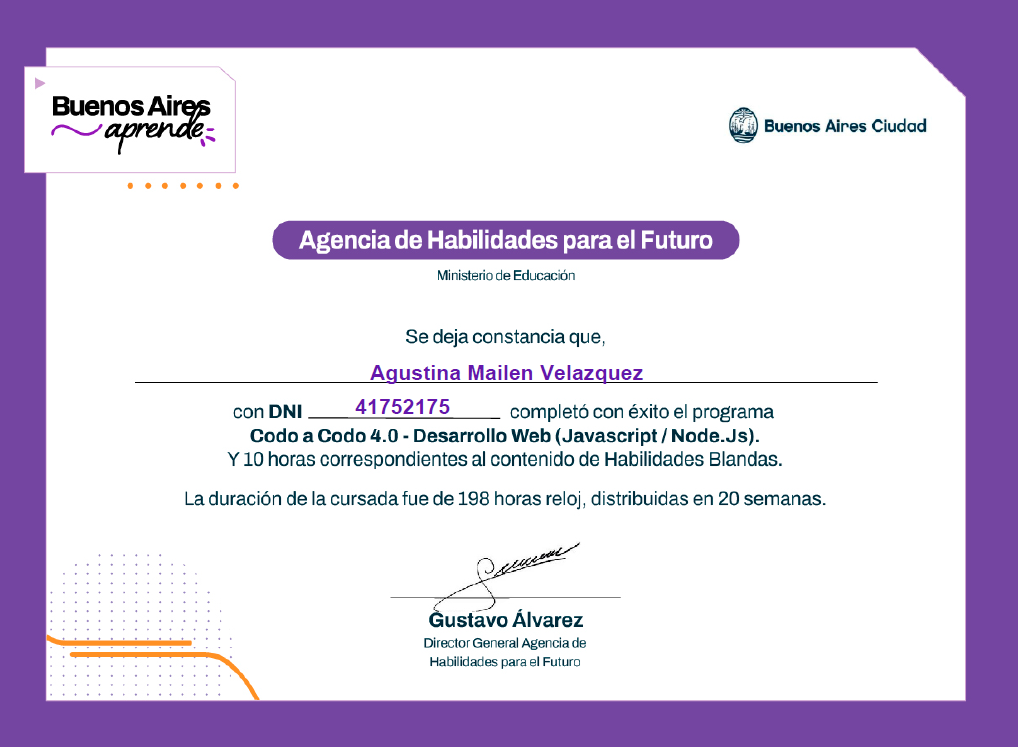 Buenos Aires
aprende
Buenos Aires Ciudad
Agencia de Habilidades para el Futuro
Ministerio de Educación
Se deja constancia que,
Agustina Mailen Velazquez
con DNI 41752175 completó con éxito el programa
Codo a Codo 4.0 - Desarrollo Web (Javascript / Node.Js).
Y 10 horas correspondientes al contenido de Habilidades Blandas.
La duración de la cursada fue de 198 horas reloj, distribuidas en 20 semanas.
Gustavo Álvarez
Director General Agencia de
Habilidades para el Futuro